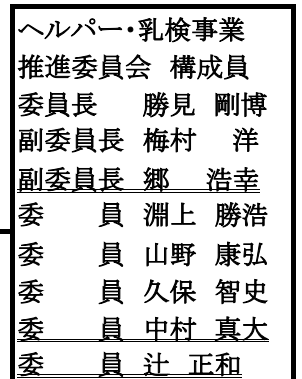 ヘルパー・乳検事業
推進委員会 構成員
委員長 勝見 剛博
副委員長 梅村 洋
副委員長 郷 浩幸
委 員 淵上 勝浩
委 員 山野 康弘
委 員 久保 智史
委 員 中村 真大
委 員 辻 正和